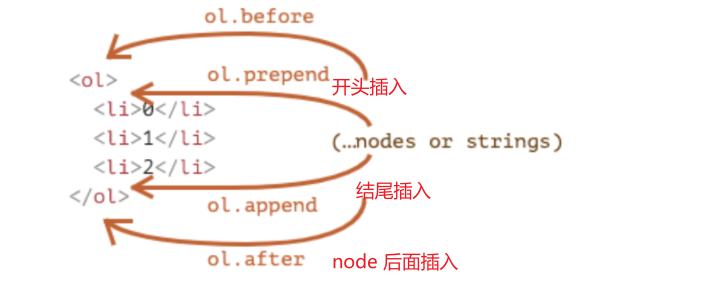 ol.before
<ol>
ol.prepend 开头插入
<li>0</li>
<li>1</li> (…nodes or strings)
<li>2</li>
</ol> 结尾插入
ol.append
ol.after node 后面插入